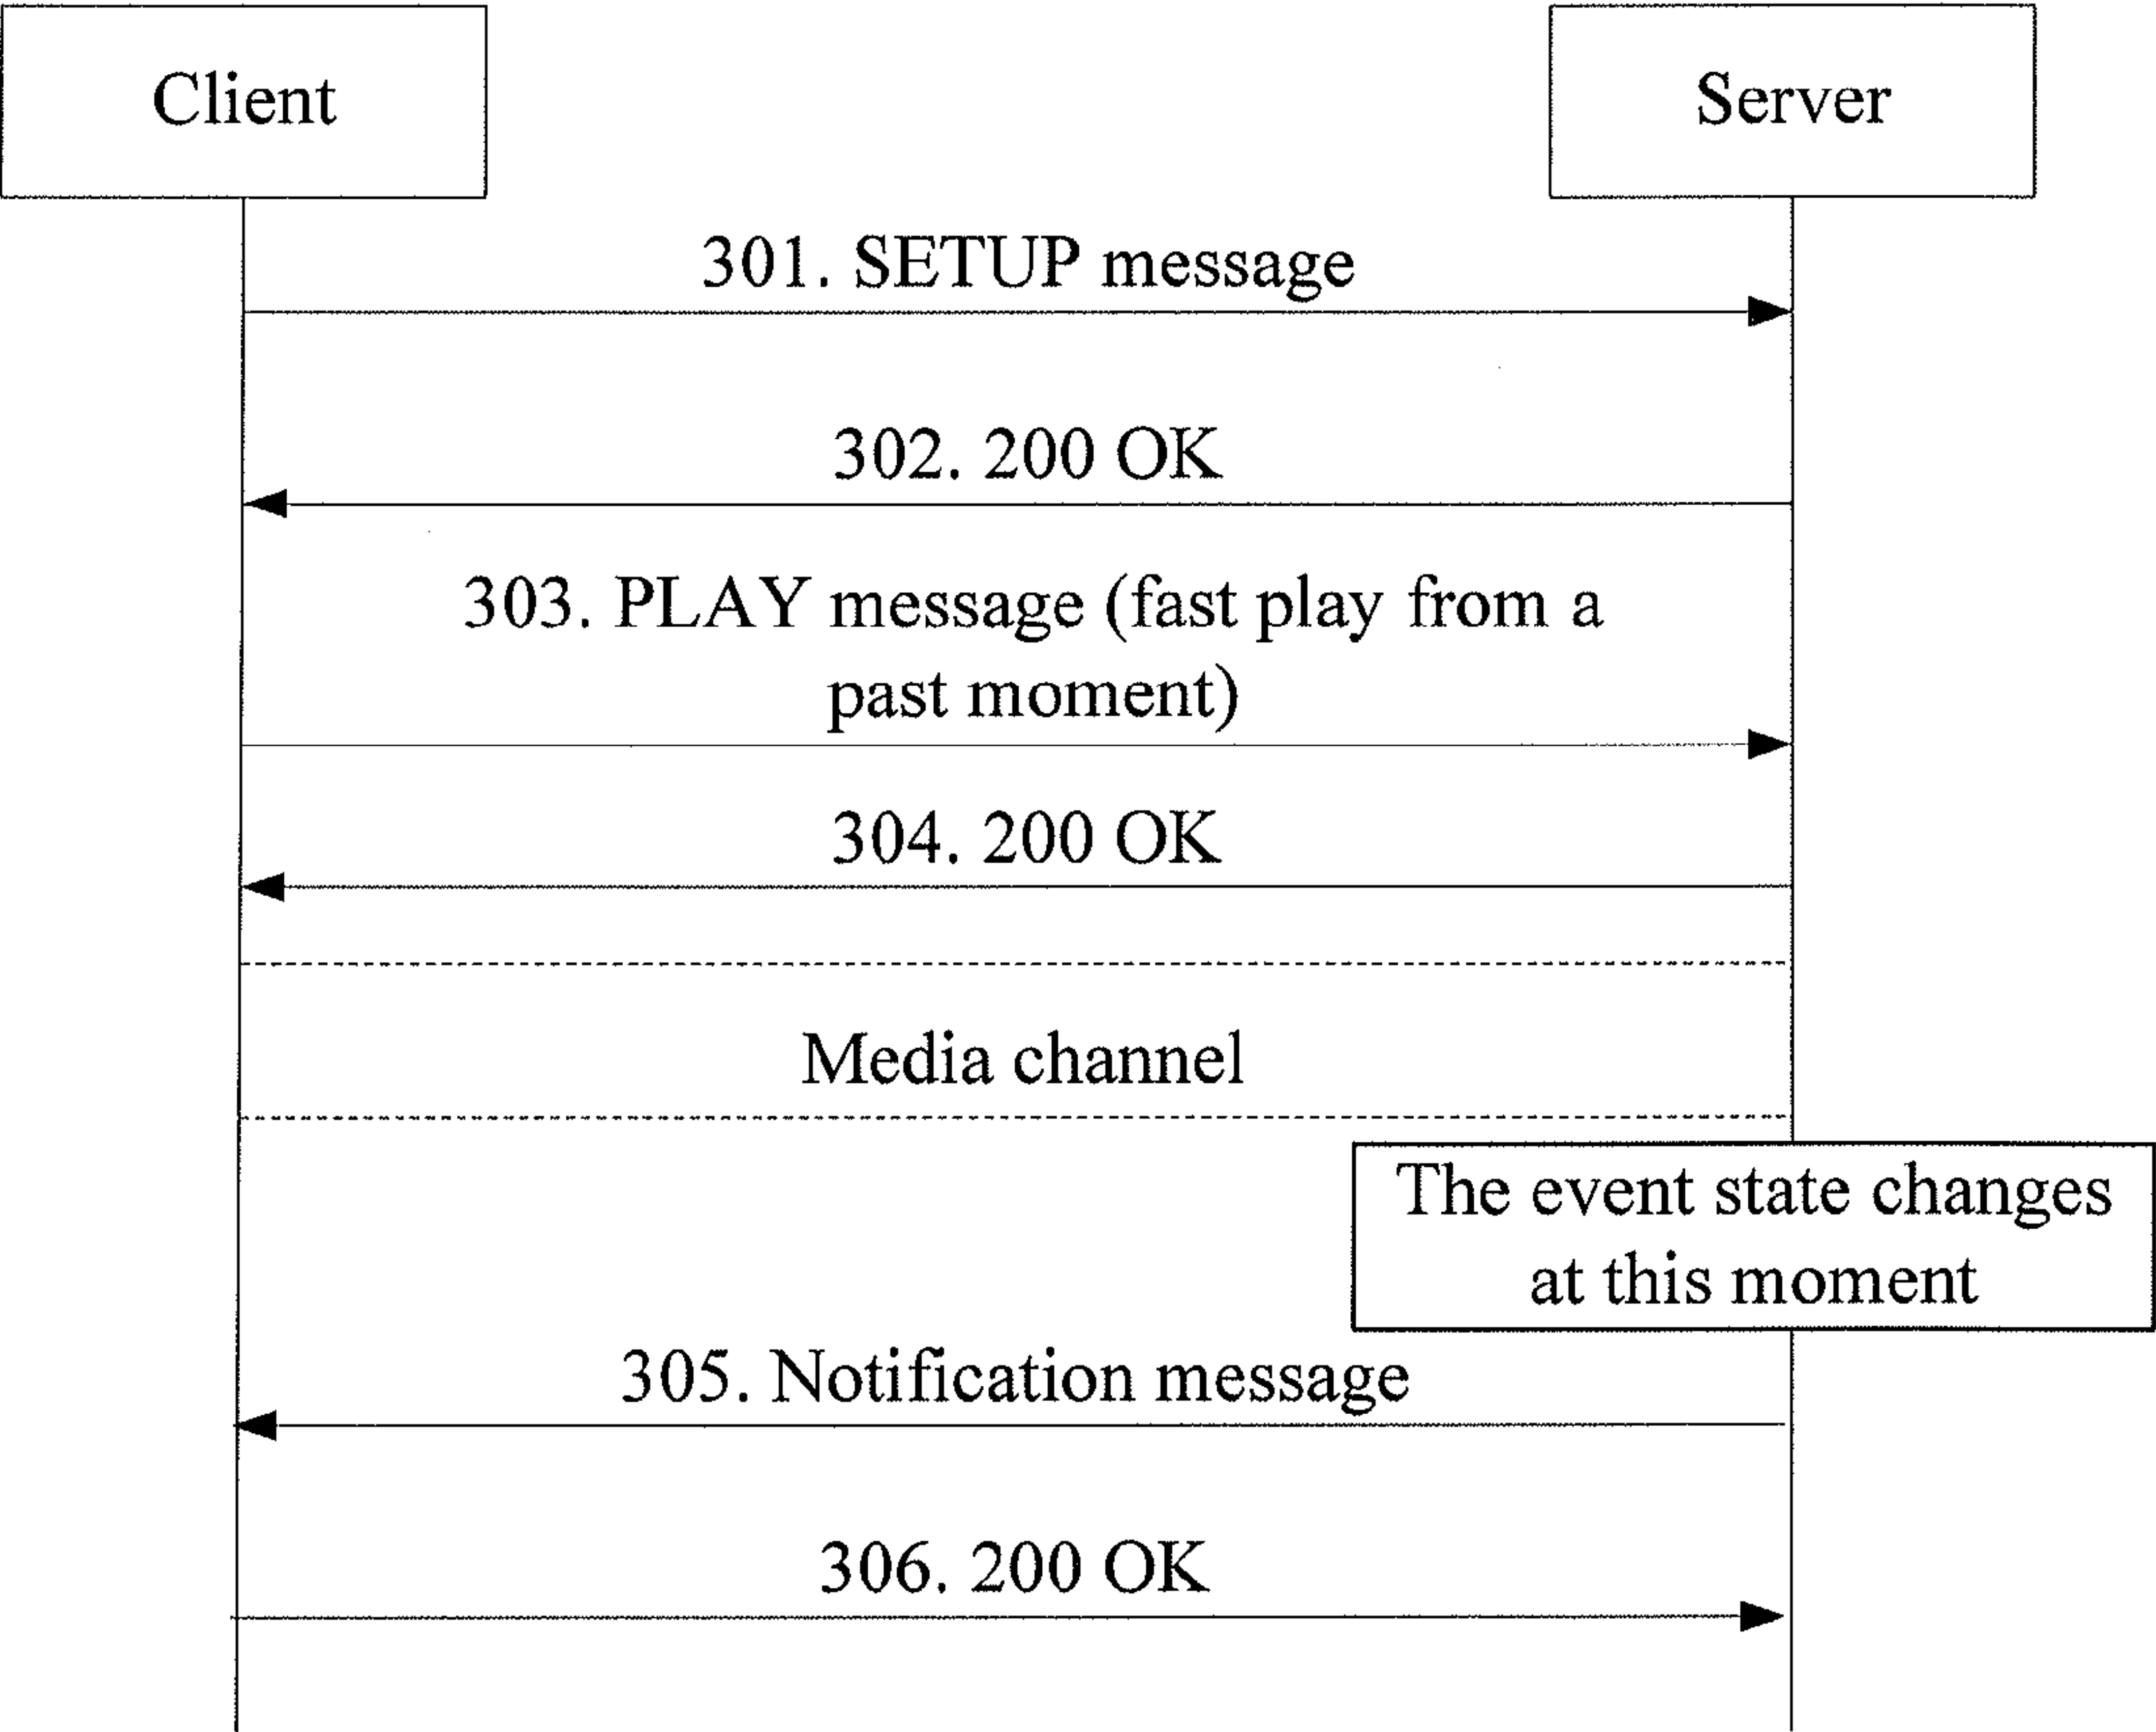 Client
Server
301. SETUP message
302. 200 OK
303. PLAY message (fast play from a
past moment)
304. 200 OK
Media channel
The event state changes
at this moment
305. Notification message
306. 200 OK